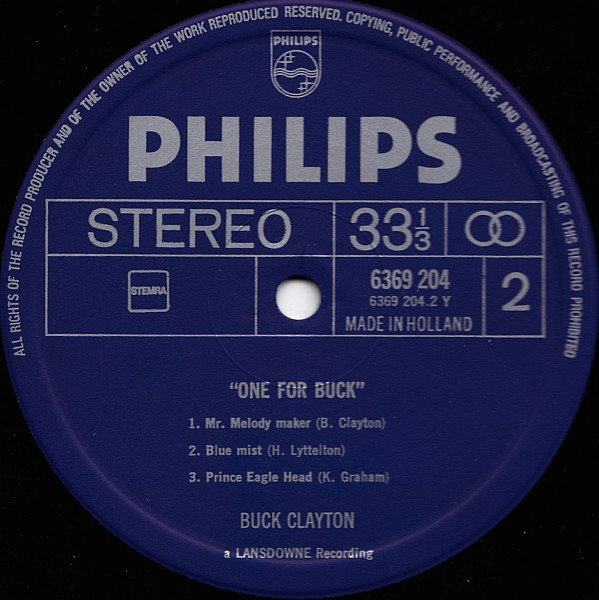 ALL RIGHTS OF THE RECORD PRODUCER AND OF THE OWNER OF THE WORK REPRODUCED RESERVED. COPYING, PUBLIC PERFORMANCE AND BROADCASTING OF THIS RECORD PROHIBITED
PHILIPS
PHILIPS
STEREO 33 1/3
STEMRA
6369 204
6369 204.2 Y
MADE IN HOLLAND
2
"ONE FOR BUCK"
1. Mr. Melody maker (B. Clayton)
2. Blue mist (H. Lyttelton)
3. Prince Eagle Head (K. Graham)
BUCK CLAYTON
a LANSDOWNE Recording